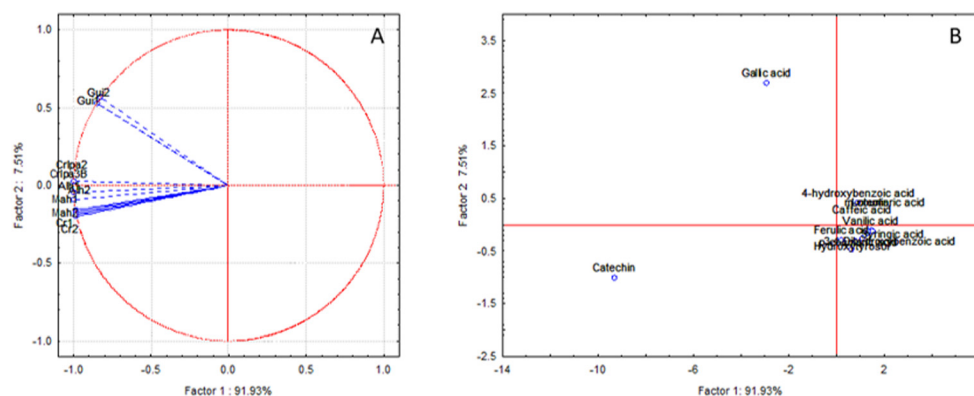 A
1.0
0.5
0.0
-0.5
-1.0
Factor 2 : 7.51%
Gui2
Crlpa2
Crlpa3B
Mah1
Cr1
Cr2
-1.0 -0.5 0.0 0.5 1.0
Factor 1 : 91.93%
B
3.5
2.5
1.5
0.5
-0.5
-1.5
-2.5
Factor 2 7.51%
Gallic acid
4-hydroxybenzoic acid
Caffeic acid
Vanilic acid
Ferulic acid
Syringic acid
Hydroxytyrosol
Catechin
-14 -10 -6 -2 2
Factor 1: 91.93%